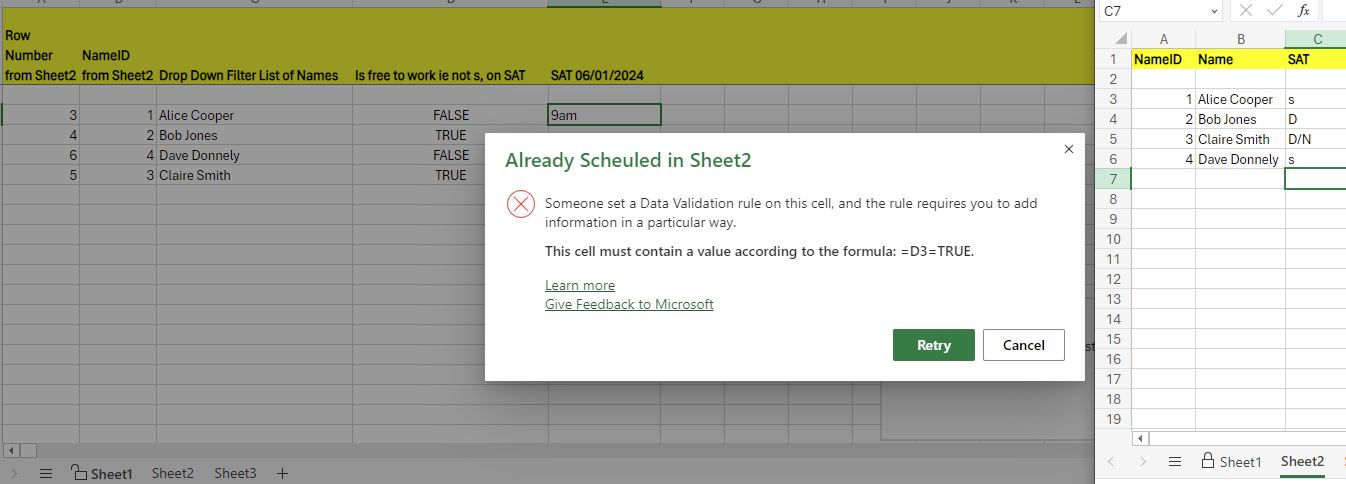 C7
fx
Row
Number NameID
from Sheet2 from Sheet2 Drop Down Filter List of Names Is free to work ie not s, on SAT SAT 06/01/2024
3 1 Alice Cooper FALSE 9am
4 2 Bob Jones TRUE
6 4 Dave Donnely FALSE
5 3 Claire Smith TRUE
Already Scheuled in Sheet2
Someone set a Data Validation rule on this cell, and the rule requires you to add
information in a particular way.
This cell must contain a value according to the formula: =D3=TRUE.
Learn more
Give Feedback to Microsoft
Retry Cancel
Sheet1 Sheet2 Sheet3
A B C
1 NameID Name SAT
2
3 1 Alice Cooper s
4 2 Bob Jones D
5 3 Claire Smith D/N
6 4 Dave Donnely s
7
8
9
10
11
12
13
14
15
16
17
18
19
Sheet1 Sheet2